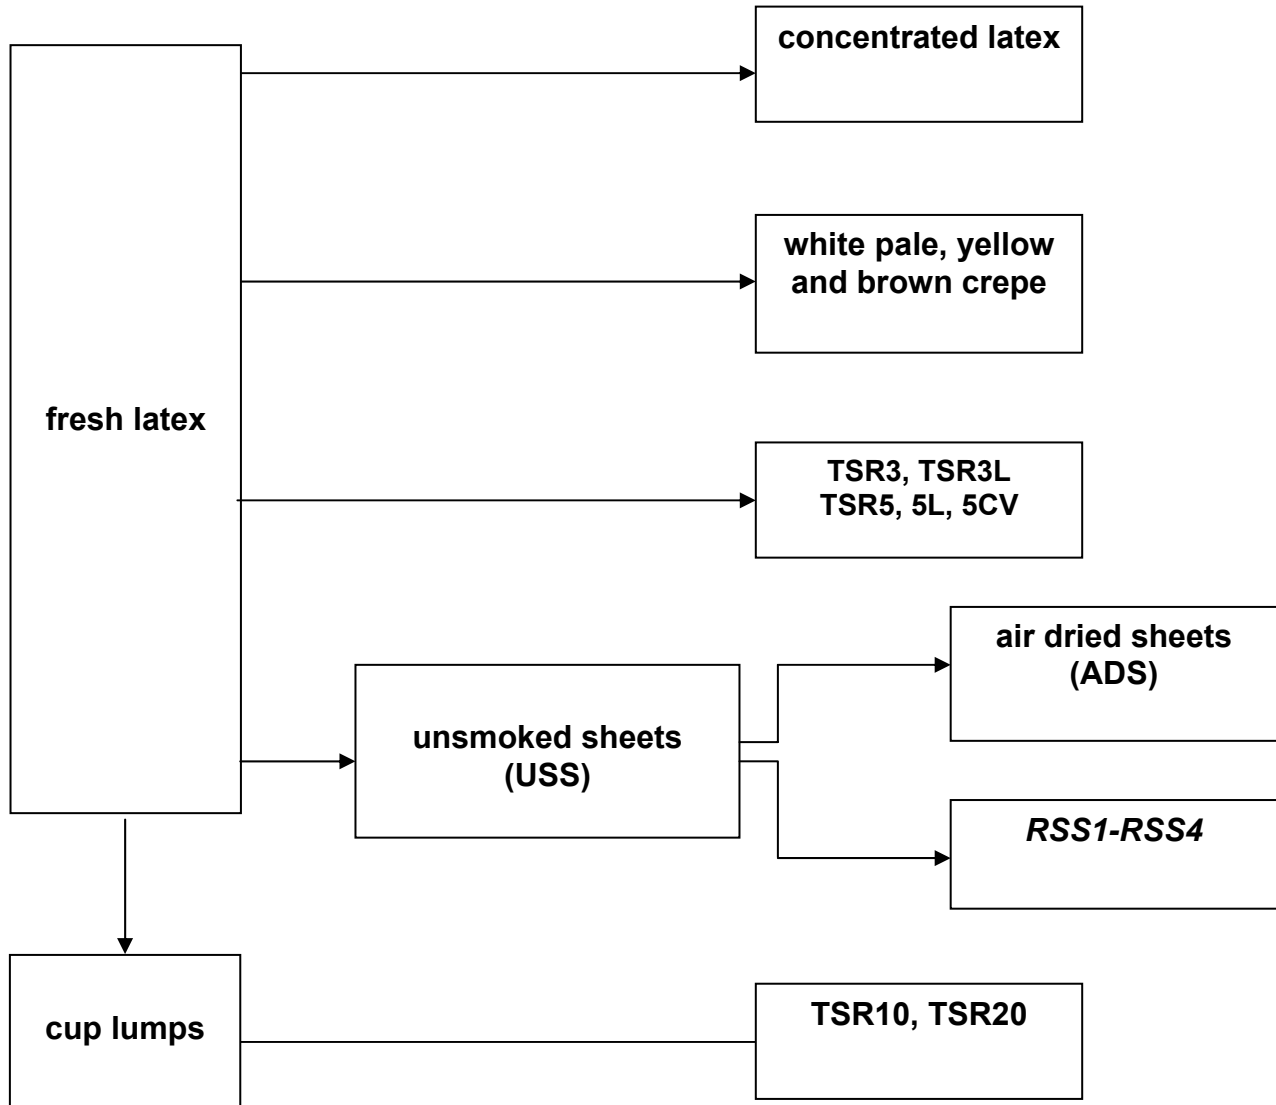 concentrated latex
white pale, yellow
and brown crepe
fresh latex
TSR3, TSR3L
TSR5, 5L, 5CV
air dried sheets
(ADS)
unsmoked sheets
(USS)
RSS1-RSS4
cup lumps
TSR10, TSR20